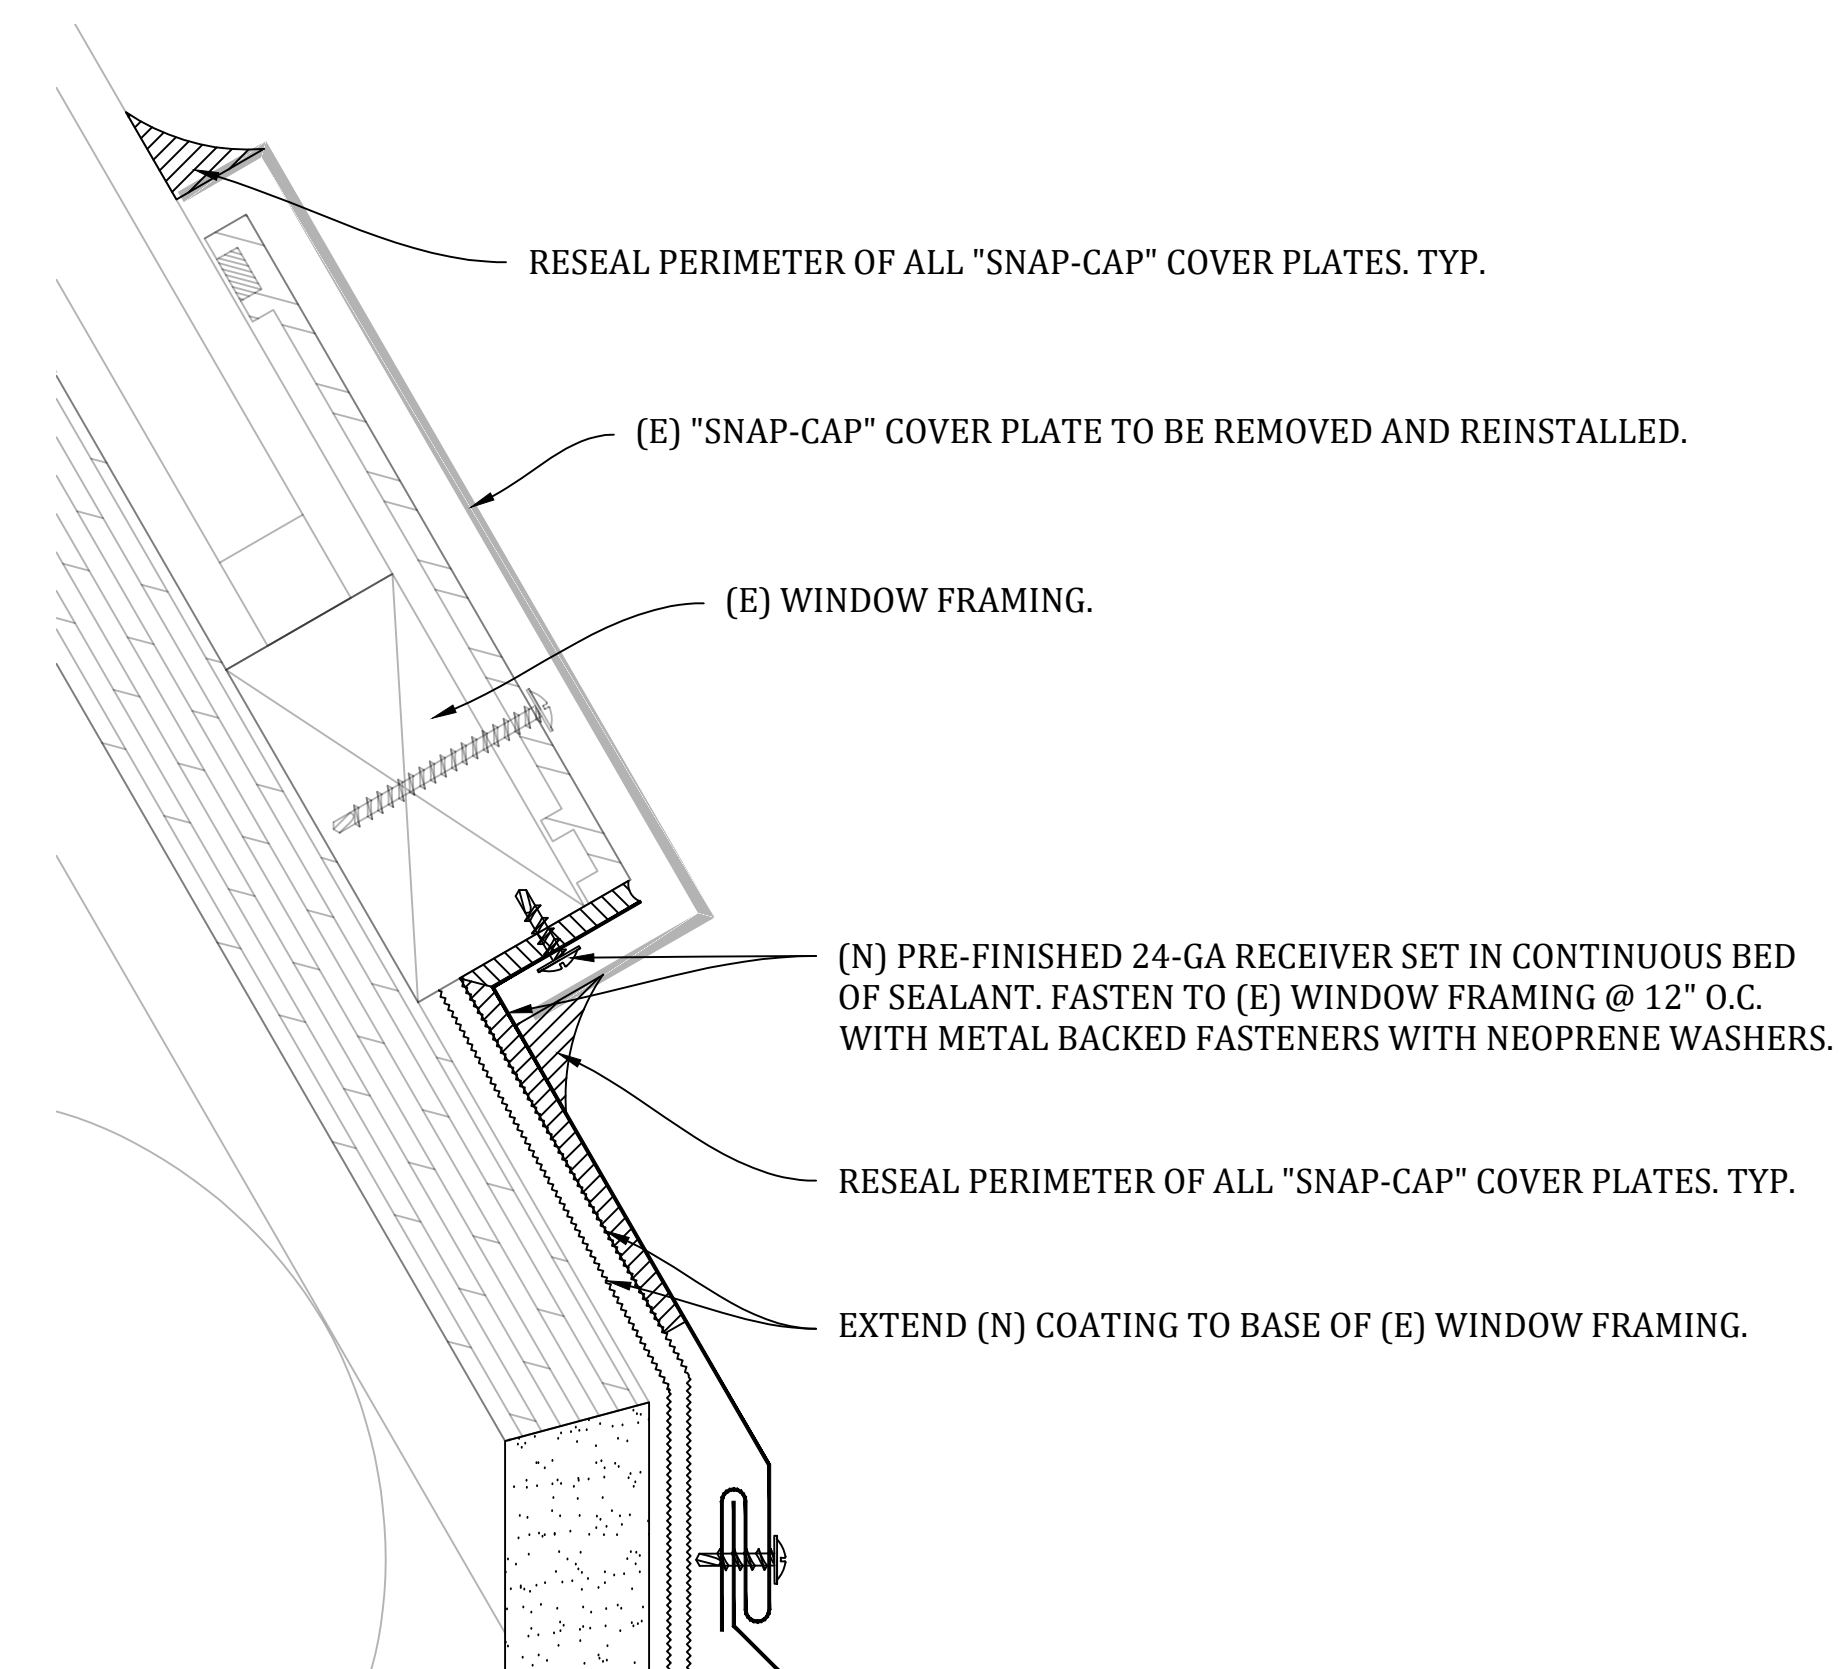 RESEAL PERIMETER OF ALL "SNAP-CAP" COVER PLATES. TYP.
(E) "SNAP-CAP" COVER PLATE TO BE REMOVED AND REINSTALLED.
(E) WINDOW FRAMING.
(N) PRE-FINISHED 24-GA RECEIVER SET IN CONTINUOUS BED
OF SEALANT. FASTEN TO (E) WINDOW FRAMING @ 12" O.C.
WITH METAL BACKED FASTENERS WITH NEOPRENE WASHERS.
RESEAL PERIMETER OF ALL "SNAP-CAP" COVER PLATES. TYP.
EXTEND (N) COATING TO BASE OF (E) WINDOW FRAMING.